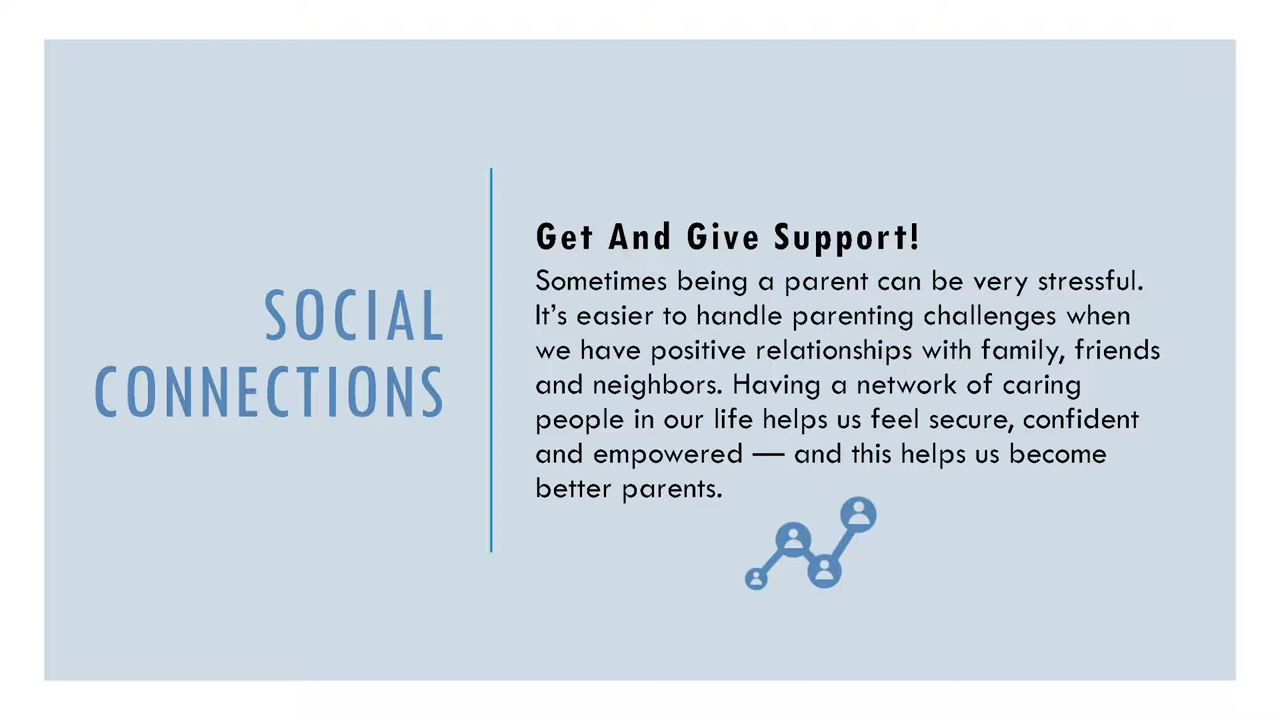 SOCIAL
CONNECTIONS
Get And Give Support!
Sometimes being a parent can be very stressful.
It’s easier to handle parenting challenges when
we have positive relationships with family, friends
and neighbors. Having a network of caring
people in our life helps us feel secure, confident
and empowered — and this helps us become
better parents.